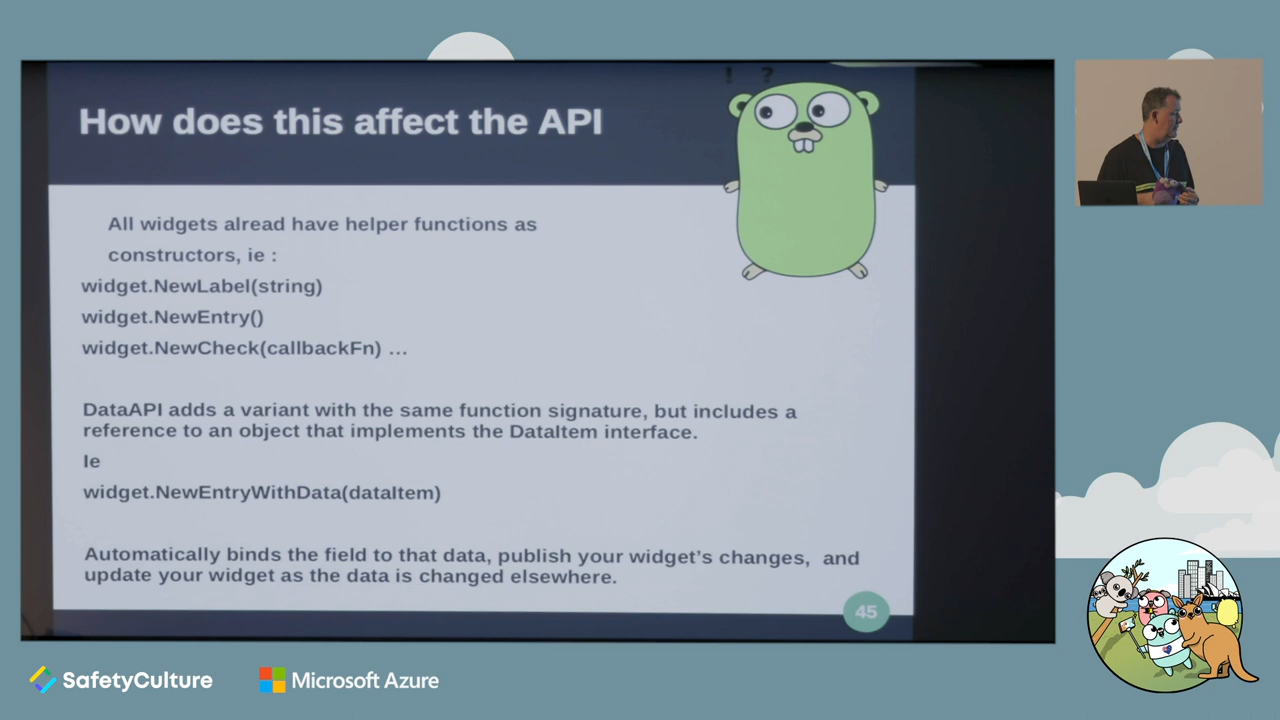 ! ?
How does this affect the API
All widgets alread have helper functions as
constructors, ie :
widget.NewLabel(string)
widget.NewEntry()
widget.NewCheck(callbackFn) ...
DataAPI adds a variant with the same function signature, but includes a
reference to an object that implements the DataItem interface.
Ie
widget.NewEntryWithData(dataItem)
Automatically binds the field to that data, publish your widget's changes,  and
update your widget as the data is changed elsewhere.
45
SafetyCulture
Microsoft Azure